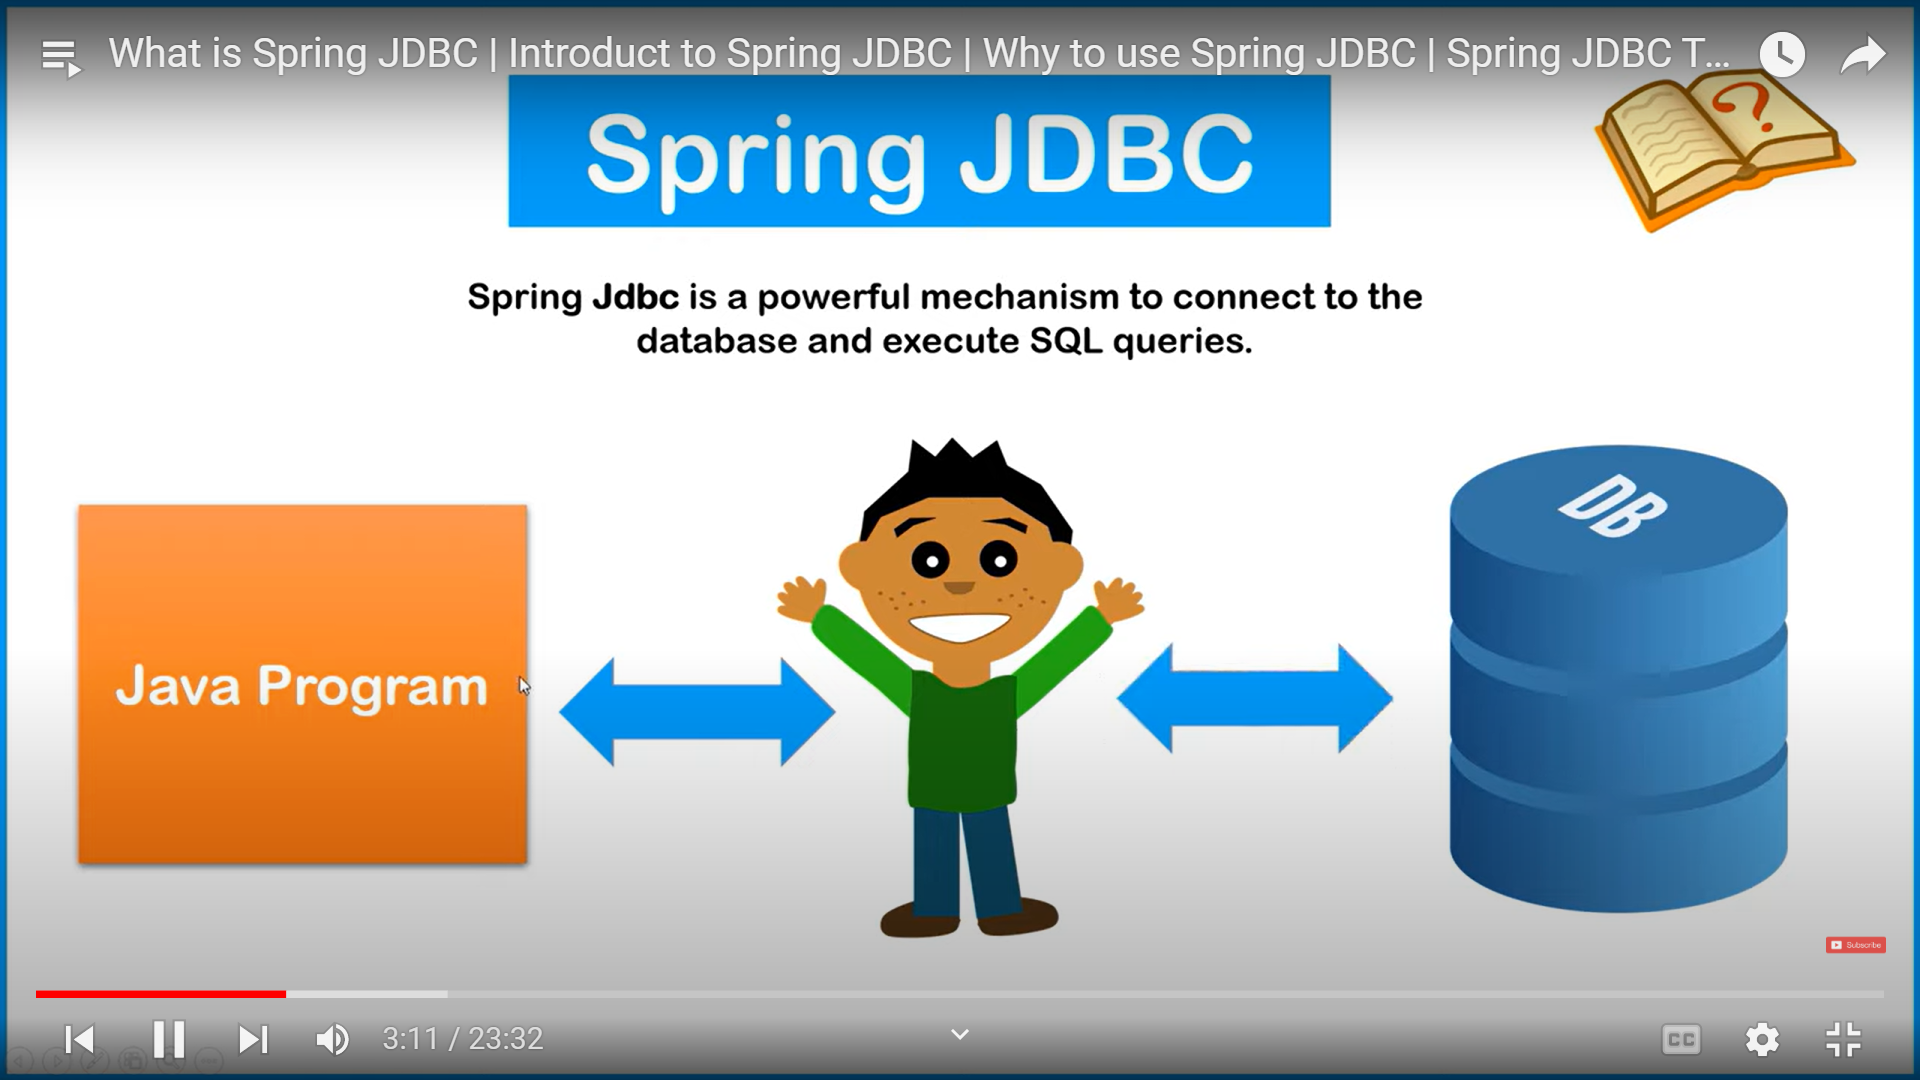 What is Spring JDBC | Introduct to Spring JDBC | Why to use Spring JDBC | Spring JDBC T...
Spring JDBC
?
Spring Jdbc is a powerful mechanism to connect to the
database and execute SQL queries.
DB
Java Program
Subscribe
3:11 / 23:32
CC